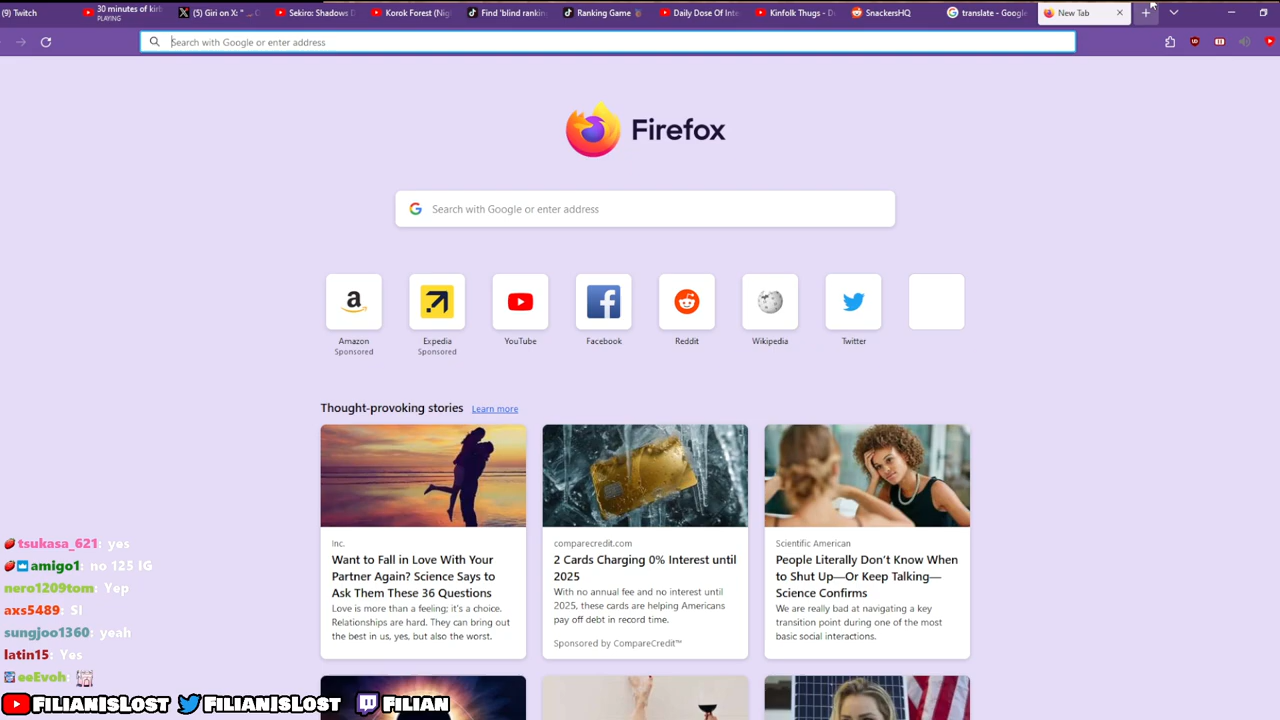 (9) Twitch
30 minutes of kirb
PLAYING
(5) Giri on X: "
Sekiro: Shadows D
Korok Forest (Nig
Find 'blind rankin
Ranking Game
Daily Dose Of Inte
Kinfolk Thugs - D
SnackersHQ
translate - Google
New Tab
Search with Google or enter address
Firefox
Search with Google or enter address
Amazon
Sponsored
Expedia
Sponsored
YouTube
Facebook
Reddit
Wikipedia
Twitter
Thought-provoking stories Learn more
Inc.
Want to Fall in Love With Your
Partner Again? Science Says to
Ask Them These 36 Questions
Love is more than a feeling; it's a choice.
Relationships are hard. They can bring out
the best in us, yes, but also the worst.
comparecredit.com
2 Cards Charging 0% Interest until
2025
With no annual fee and no interest until
2025, these cards are helping Americans
pay off debt in record time.
Sponsored by CompareCredit™
Scientific American
People Literally Don't Know When
to Shut Up—Or Keep Talking—
Science Confirms
We are really bad at navigating a key
transition point during one of the most
basic social interactions.
tsukasa_621: yes
amigo1: no 125 IG
nero1209tom: Yep
axs5489: SI
sungjoo1360: yeah
latin15: Yes
eeEvoh:
FILIANISLOST FILIANISLOST FILIAN